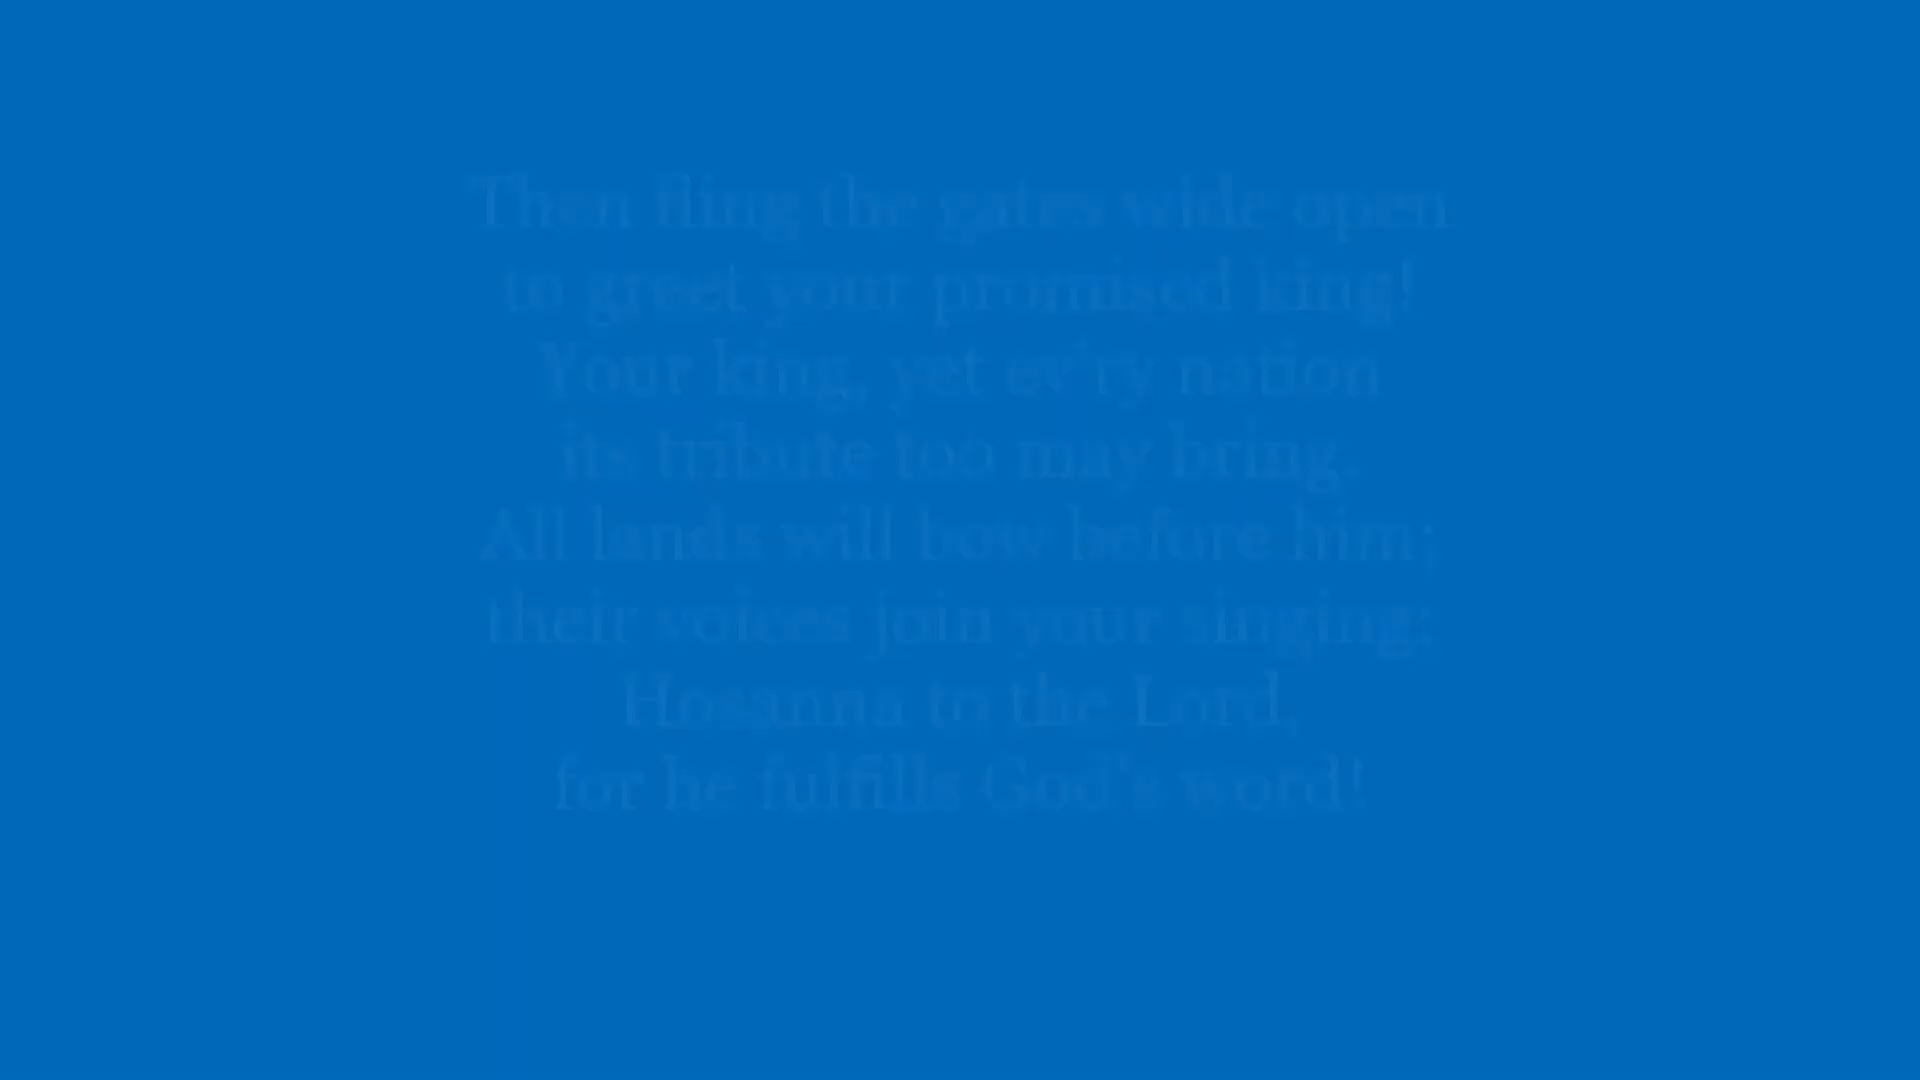 Then fling the gates wide open
to greet your promised king!
Your king, yet ev'ry nation
its tribute too may bring.
All lands will bow before him;
their voices join your singing:
Hosanna to the Lord,
for he fulfills God's word!